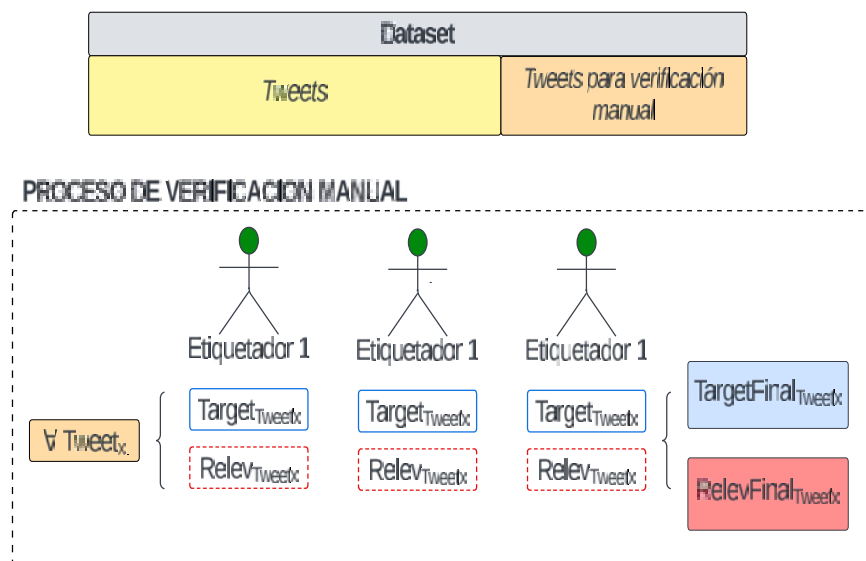 Dataset
Tweets
Tweets para verificación
manual
PROCESO DE VERIFICACION MANUAL
Etiquetador 1
Etiquetador 1
Etiquetador 1
TargetTweetx
TargetTweetx
TargetTweetx
TargetFinalTweetx
∀ Tweetx
RelevTweetx
RelevTweetx
RelevTweetx
RelevFinalTweetx